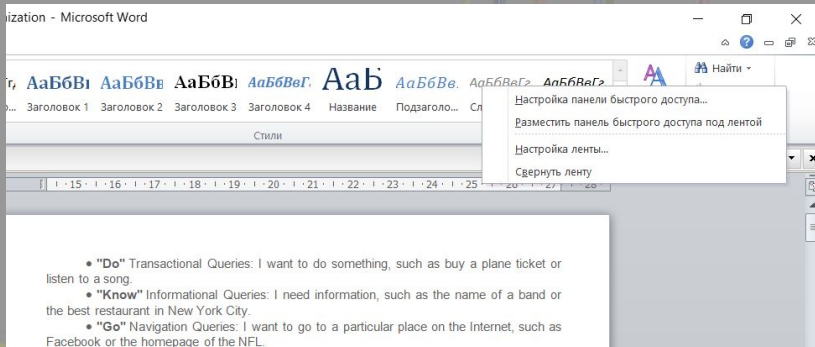 ization - Microsoft Word
АаБбВı АаБбВı АаБбВı АаБбВвГ. АаЬ АаБбВв. АаБбВвГг АаБбВвГг
Найти
Заголовок 1 Заголовок 2 Заголовок 3 Заголовок 4 Название Подзаголо...
Стили
Настройка панели быстрого доступа...
Разместить панель быстрого доступа под лентой
Настройка ленты...
Свернуть ленту
15 16 17 18 19 20 21 22 23 24 25 26 27 28
• "Do" Transactional Queries: I want to do something, such as buy a plane ticket or
listen to a song.
• "Know" Informational Queries: I need information, such as the name of a band or
the best restaurant in New York City.
• "Go" Navigation Queries: I want to go to a particular place on the Internet, such as
Facebook or the homepage of the NFL.